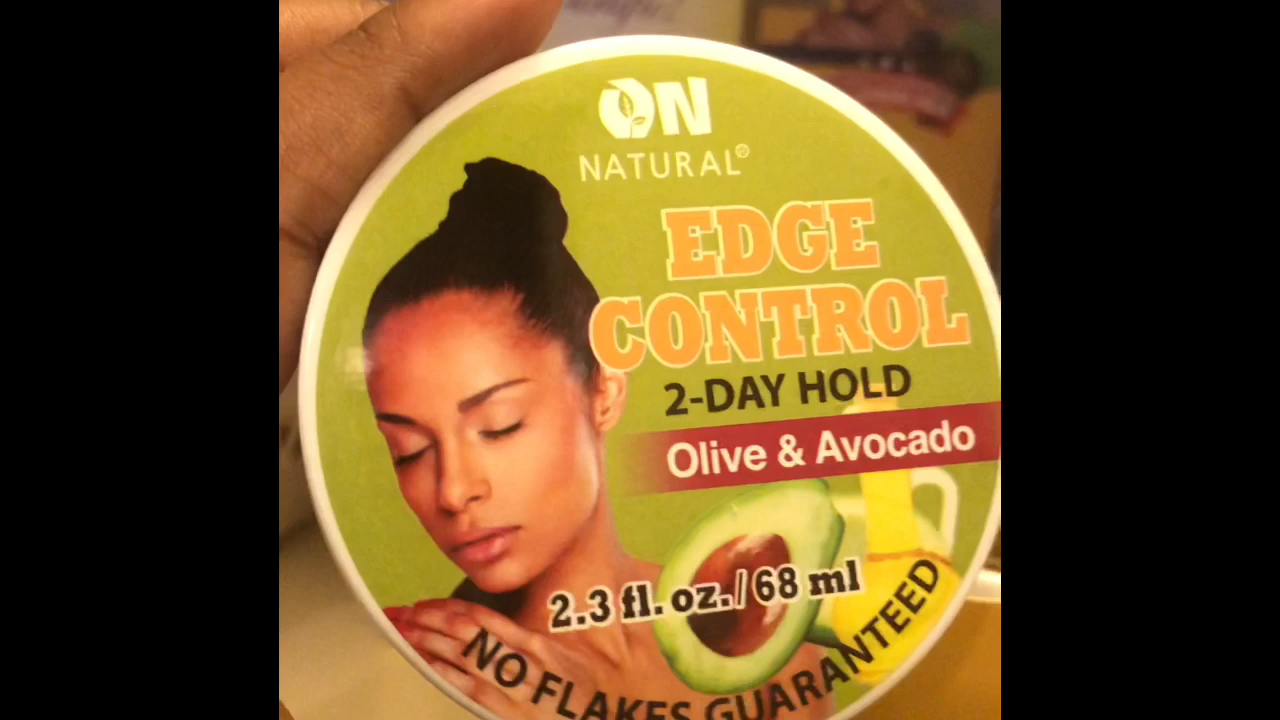 ON
NATURAL®
EDGE
CONTROL
2-DAY HOLD
Olive & Avocado
2.3 fl. oz./68 ml
NO FLAKES GUARANTEED